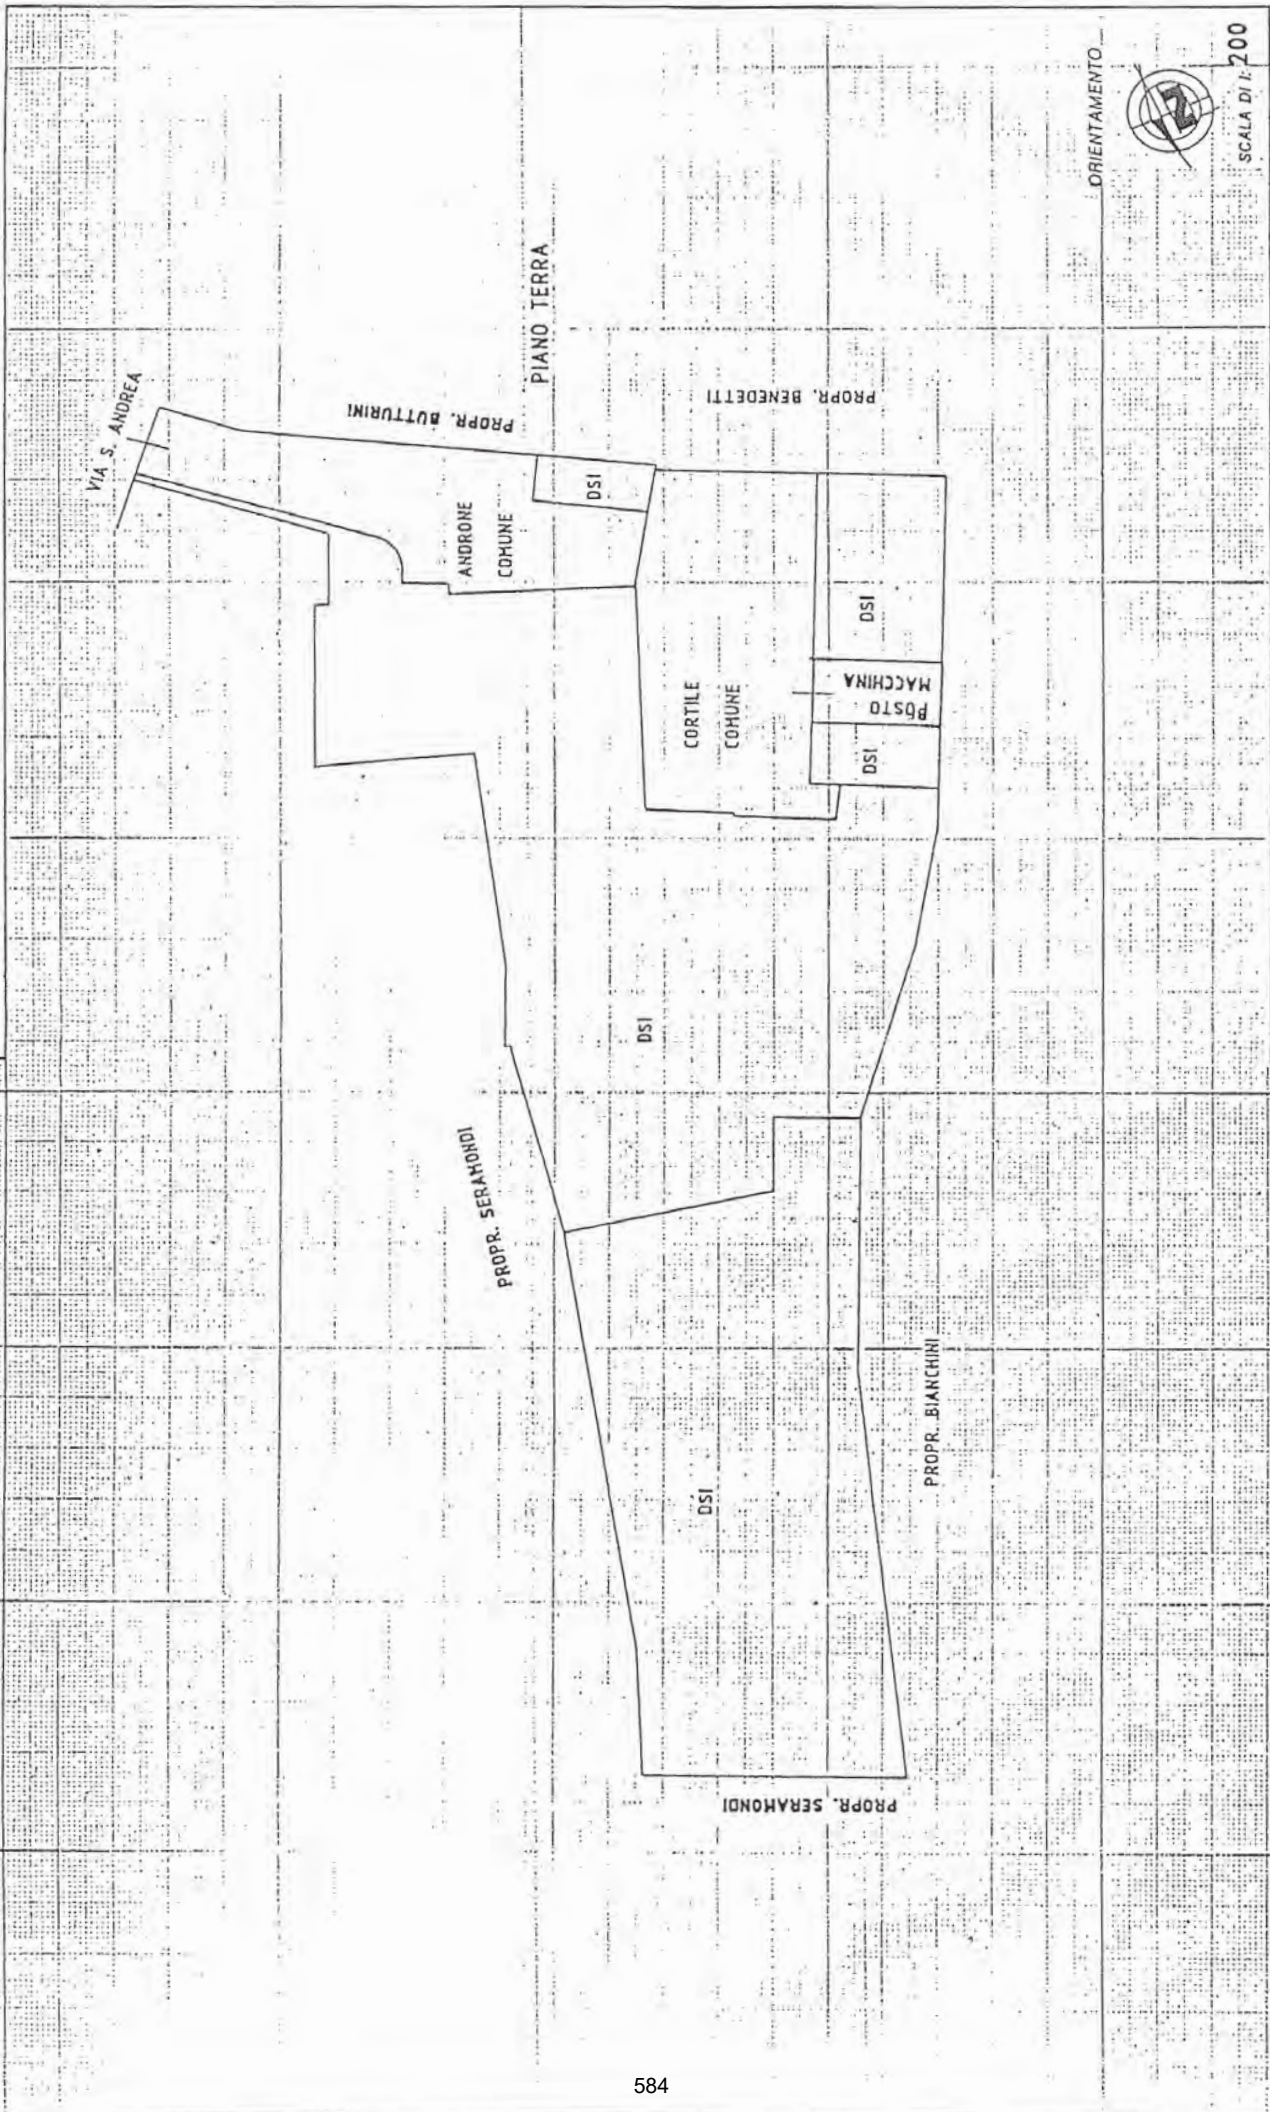 VIA S. ANDREA
PROPR. BUTTURINI
PIANO TERRA
PROPR. BENEDETTI
ORIENTAMENTO
N
SCALA DI 1: 200
ANDRONE
COMUNE
DSI
CORTILE
COMUNE
DSI
POSTO
MACCHINA
DSI
DSI
PROPR. SERAMONDI
DSI
PROPR. BIANCHINI
PROPR. SERAMONDI
584